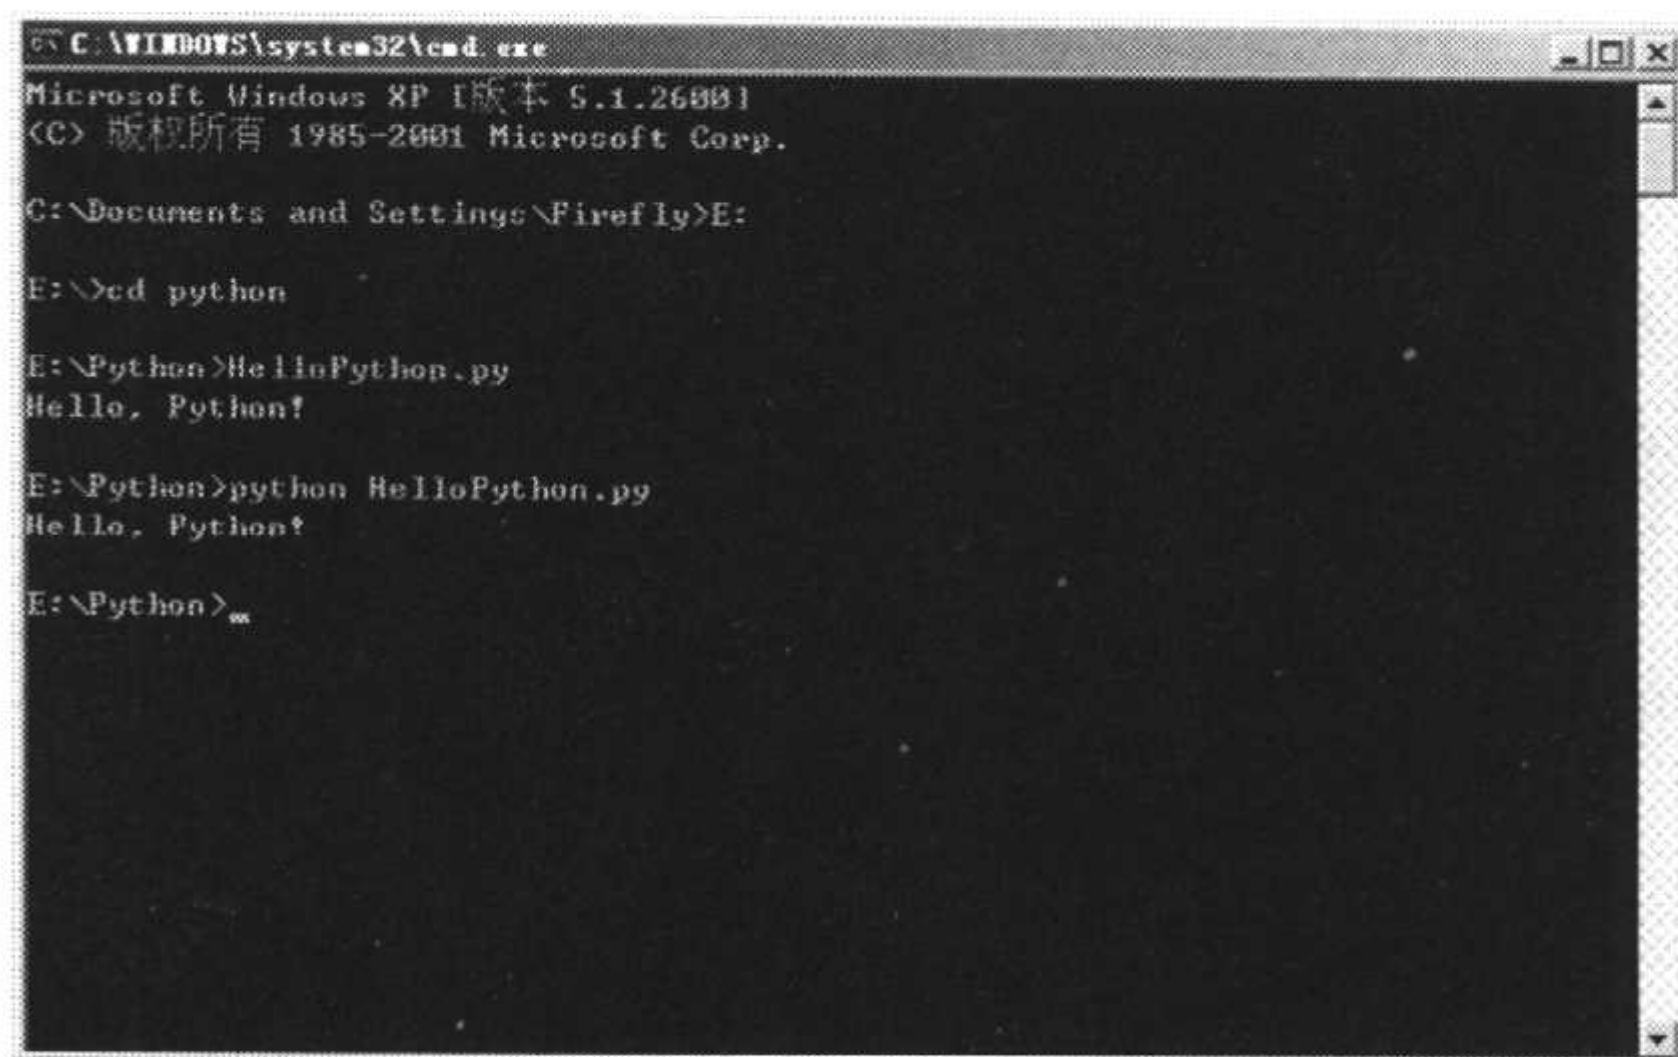 C:\WINDOWS\system32\cmd.exe
Microsoft Windows XP [版本 5.1.2600]
(C) 版权所有 1985-2001 Microsoft Corp.
C:\Documents and Settings\Firefly>E:
E:\>cd python
E:\Python>HelloPython.py
Hello, Python!
E:\Python>python HelloPython.py
Hello, Python!
E:\Python>_